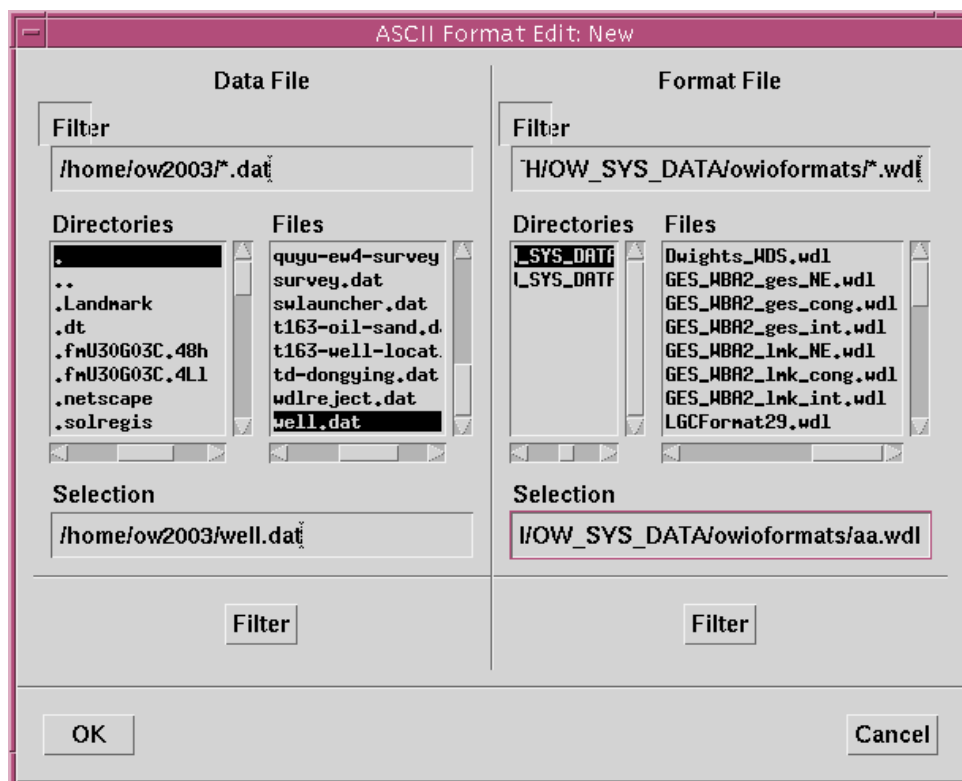 ASCII Format Edit: New
Data File
Filter
/home/ow2003/*.dat
Directories
Files
.
..
.Landmark
.dt
.fmU30G03C.48h
.fmU30G03C.4Ll
.netscape
.solregis
quyu-ew4-survey
survey.dat
swlauncher.dat
t163-oil-sand.d
t163-well-locat.
td-dongying.dat
wdlreject.dat
well.dat
Selection
/home/ow2003/well.dat
Filter
Format File
Filter
H/OW_SYS_DATA/owioformats/*.wdl
Directories
Files
_SYS_DATA
_SYS_DATA
Dwights_WDS.wdl
GES_WBA2_ges_NE.wdl
GES_WBA2_ges_cong.wdl
GES_WBA2_ges_int.wdl
GES_WBA2_lmk_NE.wdl
GES_WBA2_lmk_cong.wdl
GES_WBA2_lmk_int.wdl
LGCFormat29.wdl
Selection
/OW_SYS_DATA/owioformats/aa.wdl
Filter
OK
Cancel